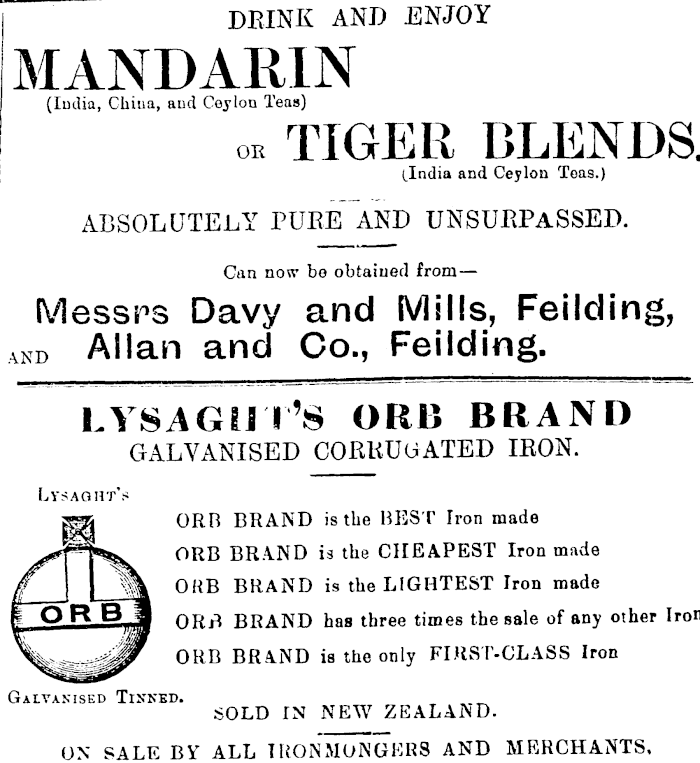 DRINK AND ENJOY
MANDARIN
(India, China, and Ceylon Teas)
OR TIGER BLENDS.
(India and Ceylon Teas.)
ABSOLUTELY PURE AND UNSURPASSED.
Can now be obtained from—
Messrs Davy and Mills, Feilding,
AND Allan and Co., Feilding.
LYSAGHT'S ORB BRAND
GALVANISED CORRUGATED IRON.
LYSAGHT'S
ORB
GALVANISED TINNED.
ORB BRAND is the BEST Iron made
ORB BRAND is the CHEAPEST Iron made
ORB BRAND is the LIGHTEST Iron made
ORB BRAND has three times the sale of any other Iron
ORB BRAND is the only FIRST-CLASS Iron
SOLD IN NEW ZEALAND.
ON SALE BY ALL IRONMONGERS AND MERCHANTS,